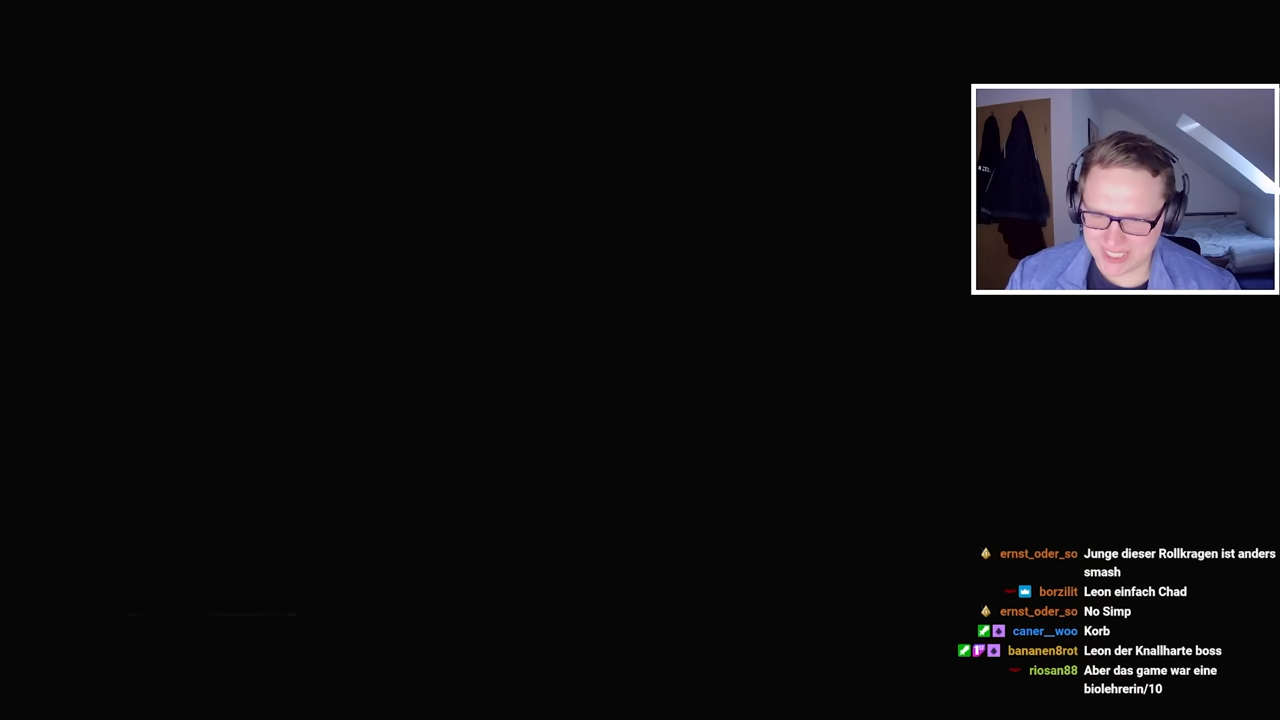 ernst_oder_so Junge dieser Rollkragen ist anders
smash
borzilit Leon einfach Chad
ernst_oder_so No Simp
caner__woo Korb
bananen8rot Leon der Knallharte boss
riosan88 Aber das game war eine
biolehrerin/10